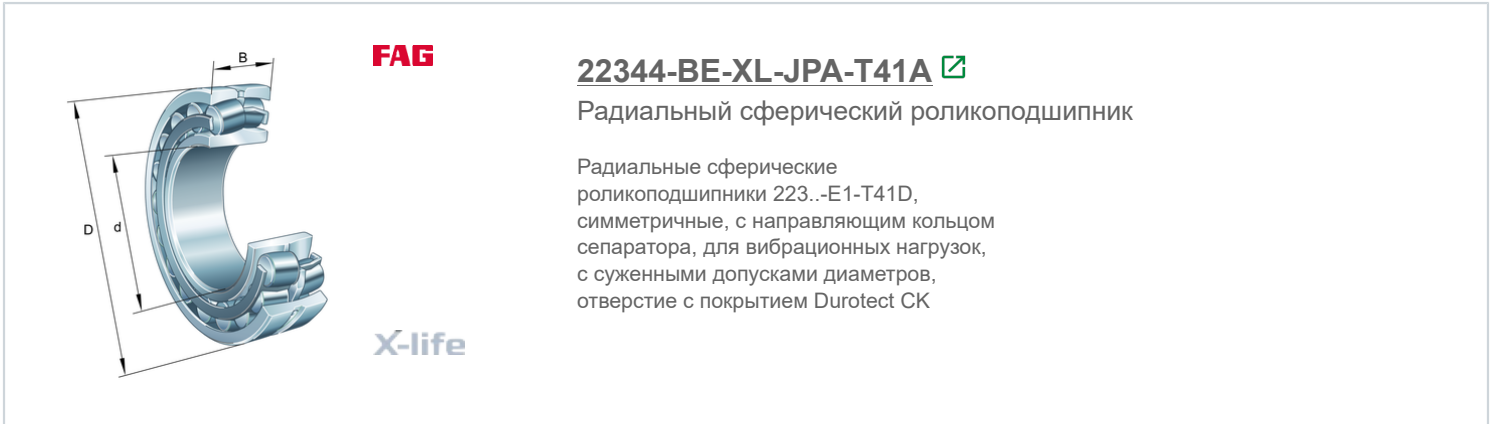 B
FAG
D
d
X-life
22344-BE-XL-JPA-T41A
Радиальный сферический роликоподшипник
Радиальные сферические
роликоподшипники 223..-E1-T41D,
симметричные, с направляющим кольцом
сепаратора, для вибрационных нагрузок,
с суженными допусками диаметров,
отверстие с покрытием Durotect CK